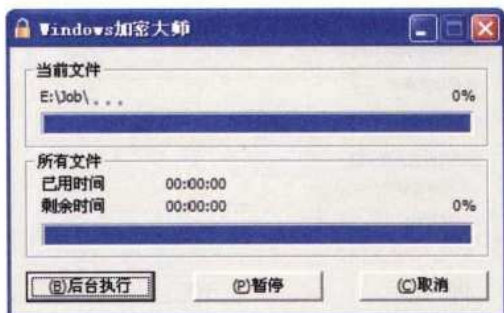 Windows加密大师
当前文件
E:\Job\...
0%
所有文件
已用时间 00:00:00
剩余时间 00:00:00
0%
(B)后台执行 (P)暂停 (C)取消